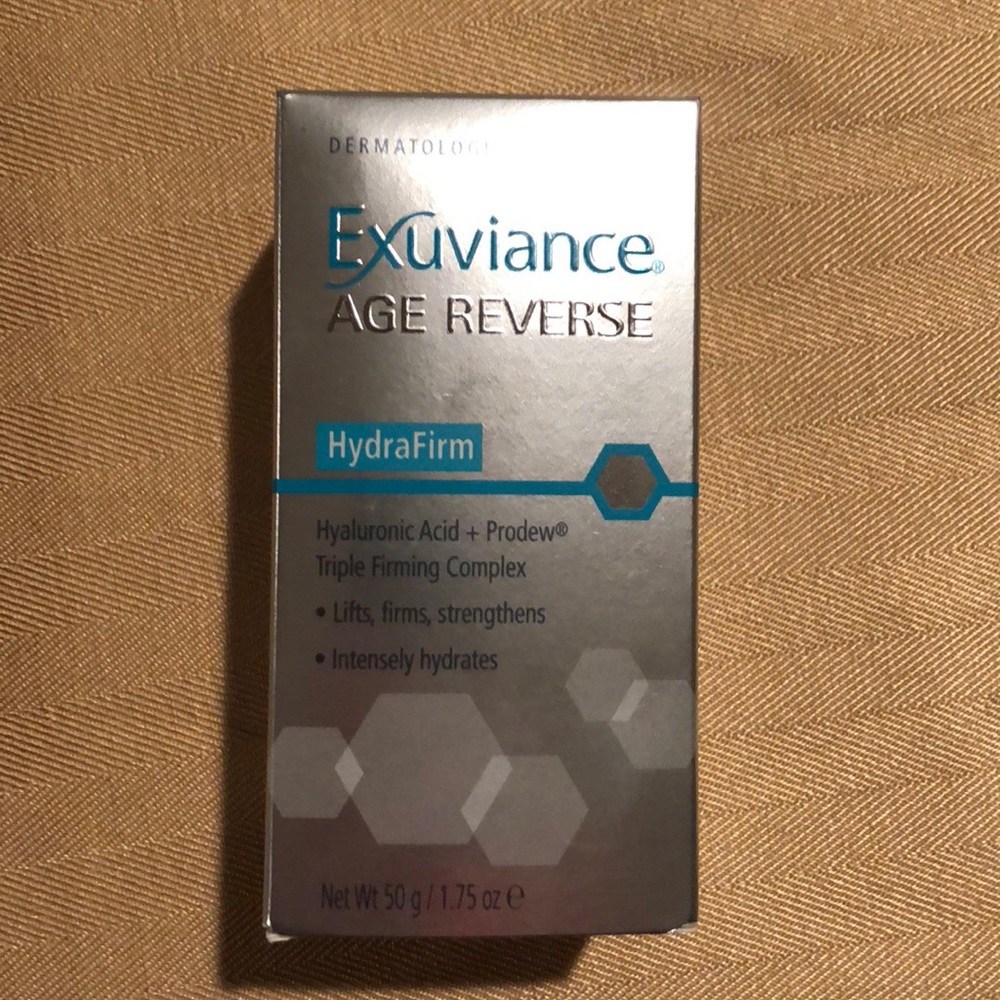 Exuviance®
AGE REVERSE
HydraFirm
Hyaluronic Acid + Prodew®
Triple Firming Complex
• Lifts, firms, strengthens
• Intensely hydrates
Net Wt 50 g / 1.75 oz ℮